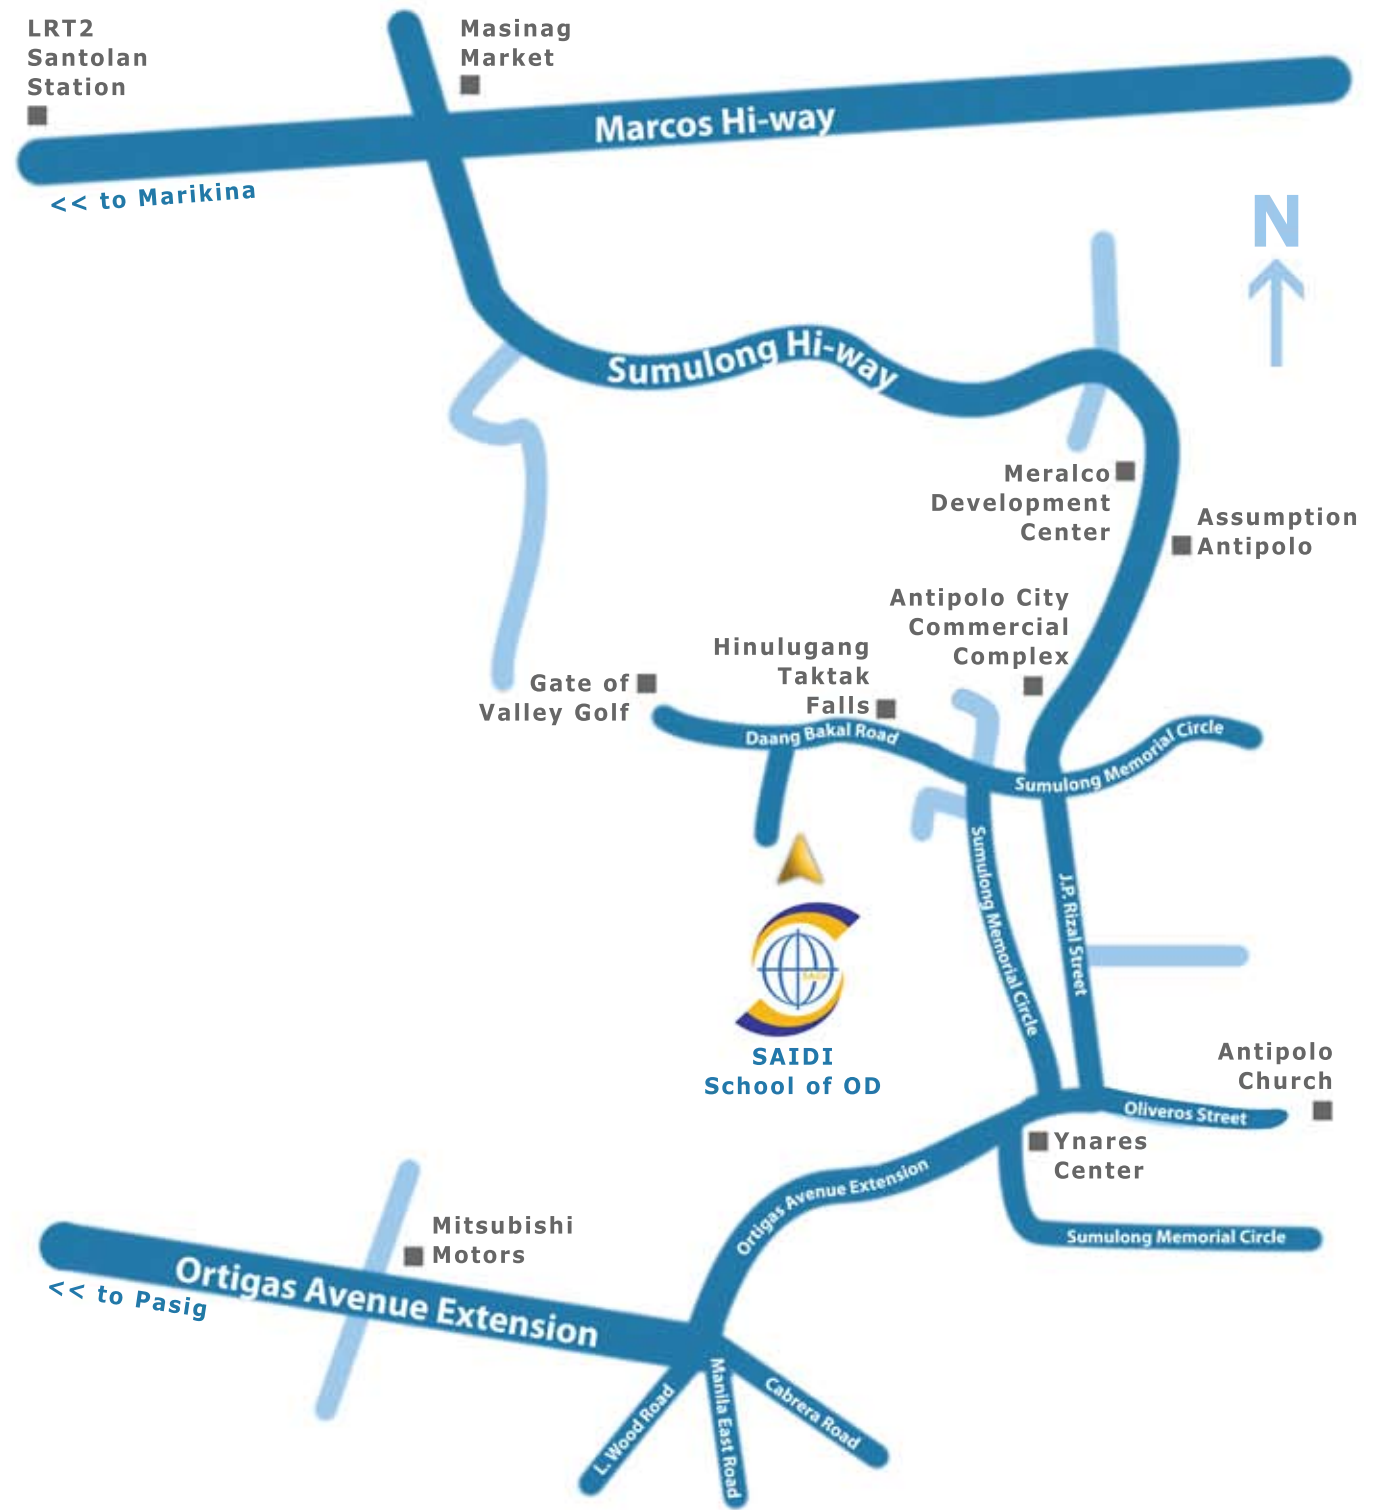 LRT2
Santolan
Station
Masinag
Market
Marcos Hi-way
<< to Marikina
N
Sumulong Hi-way
Meralco
Development
Center
Assumption
Antipolo
Antipolo City
Commercial
Complex
Hinulugang
Taktak
Falls
Gate of
Valley Golf
Daang Bakal Road
Sumulong Memorial Circle
Sumulong Memorial Circle
J.P. Rizal Street
SAIDI
SAIDI
School of OD
Antipolo
Church
Oliveros Street
Ynares
Center
Ortigas Avenue Extension
Sumulong Memorial Circle
Mitsubishi
Motors
Ortigas Avenue Extension
<< to Pasig
L. Wood Road
Manila East Road
Cabrera Road